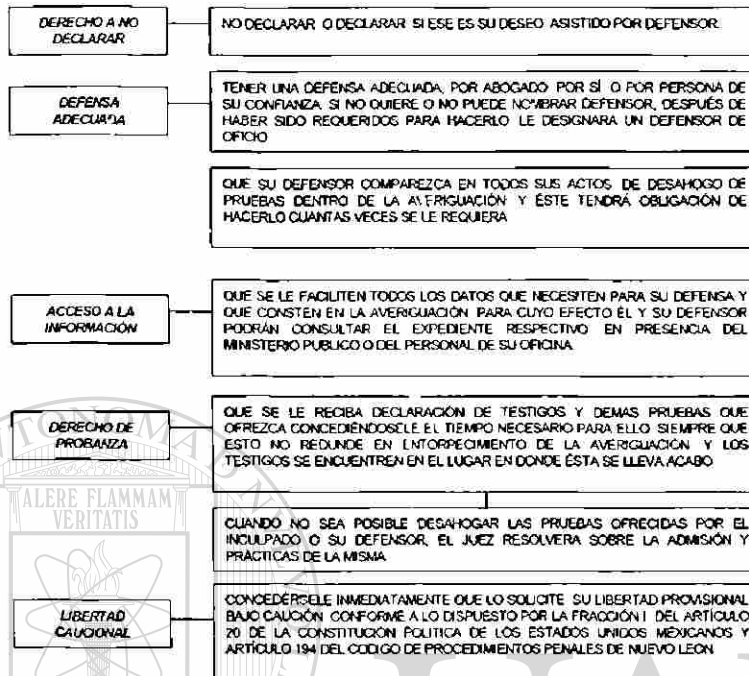 DERECHO A NO
DECLARAR
NO DECLARAR O DECLARAR SI ESE ES SU DESEO ASISTIDO POR DEFENSOR.
DEFENSA
ADECUADA
TENER UNA DEFENSA ADECUADA, POR ABOGADO POR SÍ O POR PERSONA DE
SU CONFIANZA SI NO QUIERE O NO PUEDE NOMBRAR DEFENSOR, DESPUÉS DE
HABER SIDO REQUERIDOS PARA HACERLO LE DESIGNARA UN DEFENSOR DE
OFICIO
QUE SU DEFENSOR COMPAREZCA EN TODOS SUS ACTOS DE DESAHOGO DE
PRUEBAS DENTRO DE LA AVERIGUACIÓN Y ÉSTE TENDRÁ OBLIGACIÓN DE
HACERLO CUANTAS VECES SE LE REQUIERA
ACCESO A LA
INFORMACIÓN
QUE SE LE FACILITEN TODOS LOS DATOS QUE NECESITEN PARA SU DEFENSA Y
QUE CONSTEN EN LA AVERIGUACIÓN PARA CUYO EFECTO ÉL Y SU DEFENSOR
PODRÁN CONSULTAR EL EXPEDIENTE RESPECTIVO EN PRESENCIA DEL
MINISTERIO PUBLICO O DEL PERSONAL DE SU OFICINA
DERECHO DE
PROBANZA
QUE SE LE RECIBA DECLARACIÓN DE TESTIGOS Y DEMAS PRUEBAS QUE
OFREZCA CONCEDIÉNDOSELE EL TIEMPO NECESARIO PARA ELLO SIEMPRE QUE
ESTO NO REDUNDE EN ENTORPECIMIENTO DE LA AVERIGUACIÓN Y LOS
TESTIGOS SE ENCUENTREN EN EL LUGAR EN DONDE ÉSTA SE LLEVA ACABO
CUANDO NO SEA POSIBLE DESAHOGAR LAS PRUEBAS OFRECIDAS POR EL
INCULPADO O SU DEFENSOR, EL JUEZ RESOLVERA SOBRE LA ADMISIÓN Y
PRÁCTICAS DE LA MISMA
LIBERTAD
CAUCIONAL
CONCEDÉRSELE INMEDIATAMENTE QUE LO SOLICITE SU LIBERTAD PROVISIONAL
BAJO CAUCIÓN CONFORME A LO DISPUESTO POR LA FRACCIÓN I DEL ARTÍCULO
20 DE LA CONSTITUCIÓN POLITICA DE LOS ESTADOS UNIDOS MÉXICANOS Y
ARTÍCULO 194 DEL CODIGO DE PROCEDIMIENTOS PENALES DE NUEVO LEON
ALERE FLAMMAM
VERITATIS